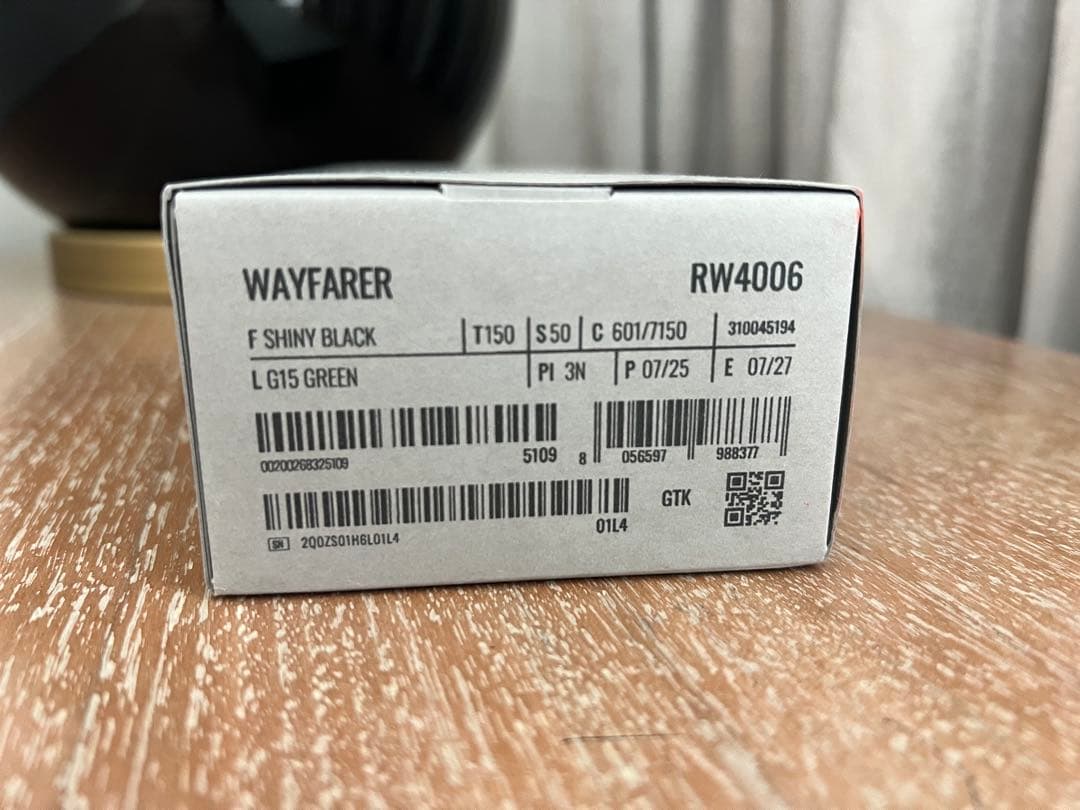 WAYFARER RW4006
F SHINY BLACK T150 S50 C 601/7150 310045194
L G15 GREEN PI 3N P 07/25 E 07/27
5109
00200268325109
8 056597 988377
01L4
GTK
SN 2Q0ZS01H6L01L4